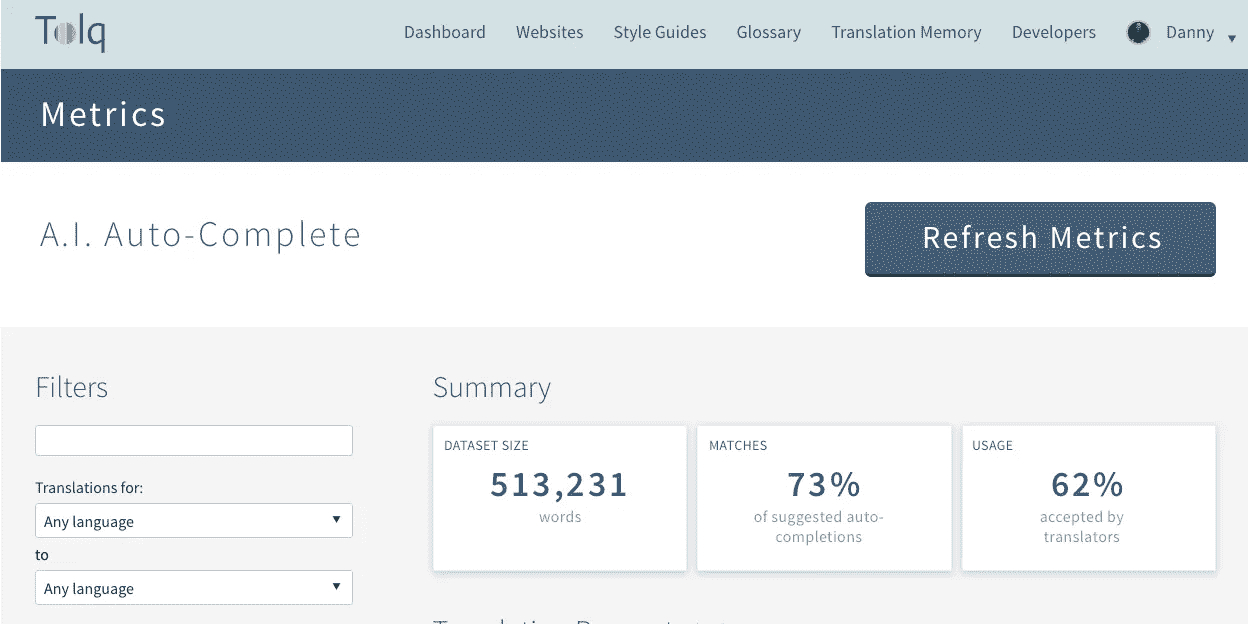 Tolq
Dashboard Websites Style Guides Glossary Translation Memory Developers Danny
Metrics
A.I. Auto-Complete
Refresh Metrics
Filters
Translations for:
Any language
to
Any language
Summary
DATASET SIZE
513,231
words
MATCHES
73%
of suggested auto-
completions
USAGE
62%
accepted by
translators